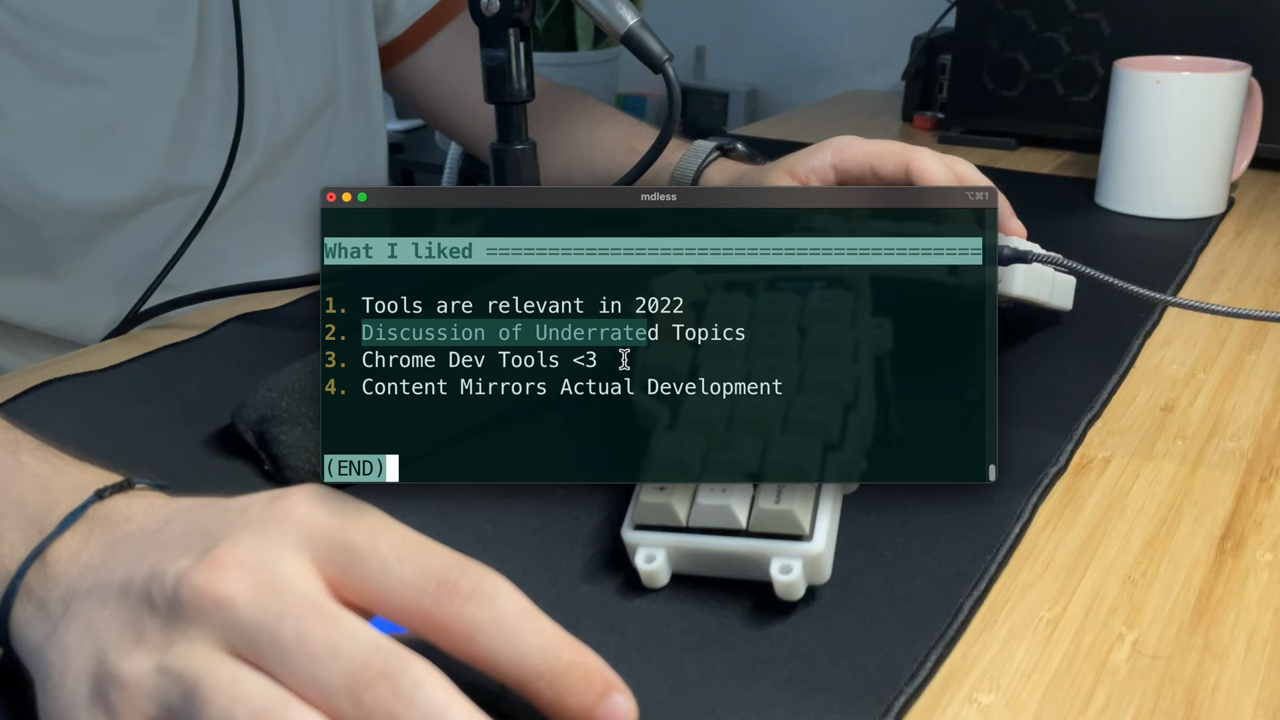 mdless
⌥⌘1
What I liked ========================================
1. Tools are relevant in 2022
2. Discussion of Underrated Topics
3. Chrome Dev Tools <3
4. Content Mirrors Actual Development
(END)